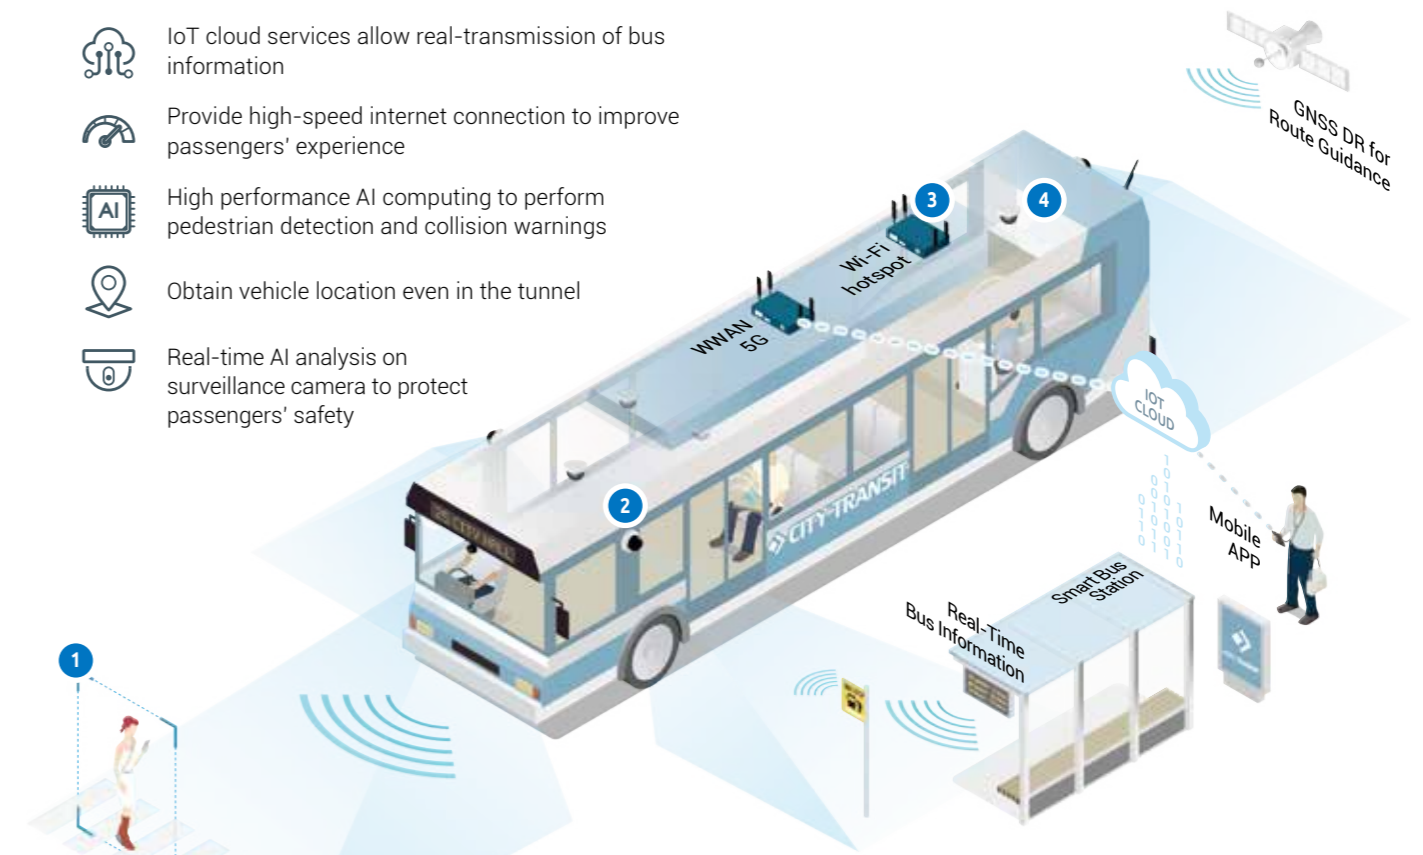 IoT cloud services allow real-transmission of bus
information
Provide high-speed internet connection to improve
passengers' experience
AI
High performance AI computing to perform
pedestrian detection and collision warnings
Obtain vehicle location even in the tunnel
Real-time AI analysis on
surveillance camera to protect
passengers' safety
GNSS DR for
Route Guidance
3
4
Wi-Fi
hotspot
WWAN
5G
IOT
CLOUD
2
CITY-TRANSIT
25 CITY HALL
Mobile
APP
Smart Bus
Station
Real-Time
Bus Information
1